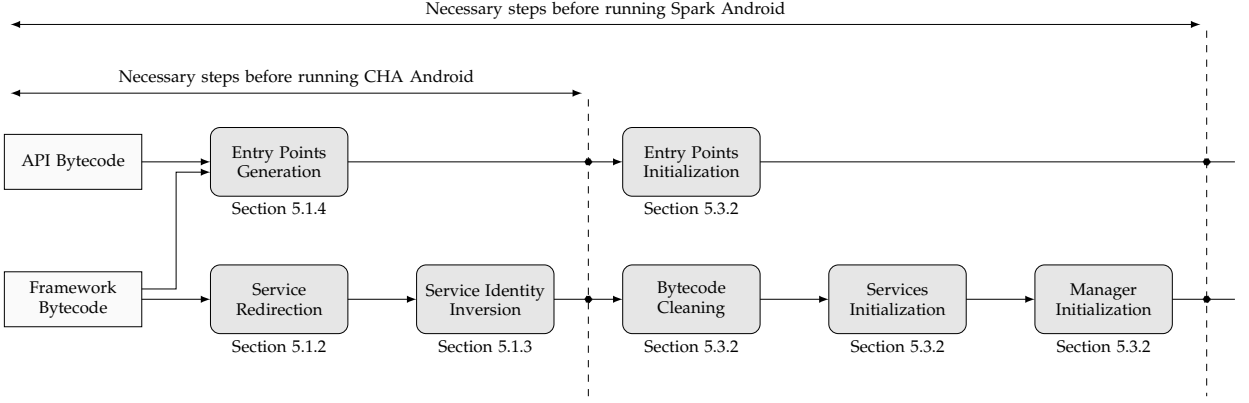 Necessary steps before running Spark Android
Necessary steps before running CHA Android
API Bytecode
Entry Points
Generation
Section 5.1.4
Entry Points
Initialization
Section 5.3.2
Framework
Bytecode
Service
Redirection
Section 5.1.2
Service Identity
Inversion
Section 5.1.3
Bytecode
Cleaning
Section 5.3.2
Services
Initialization
Section 5.3.2
Manager
Initialization
Section 5.3.2